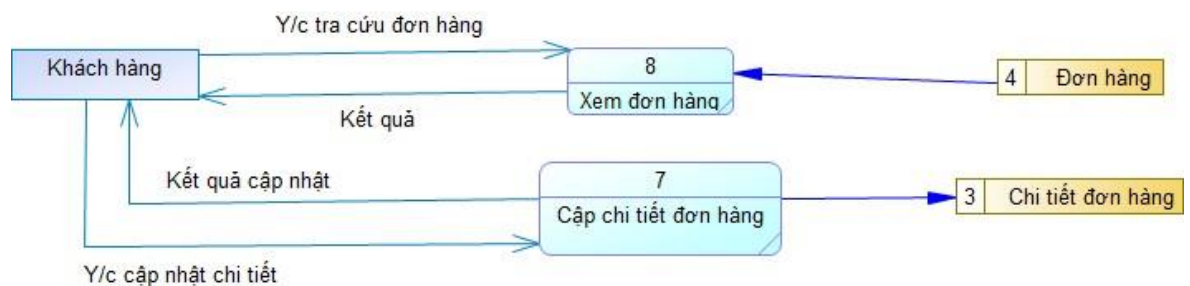 Y/c tra cứu đơn hàng
Khách hàng
8
Xem đơn hàng
4 Đơn hàng
Kết quả
Kết quả cập nhật
7
Cập chi tiết đơn hàng
3 Chi tiết đơn hàng
Y/c cập nhật chi tiết